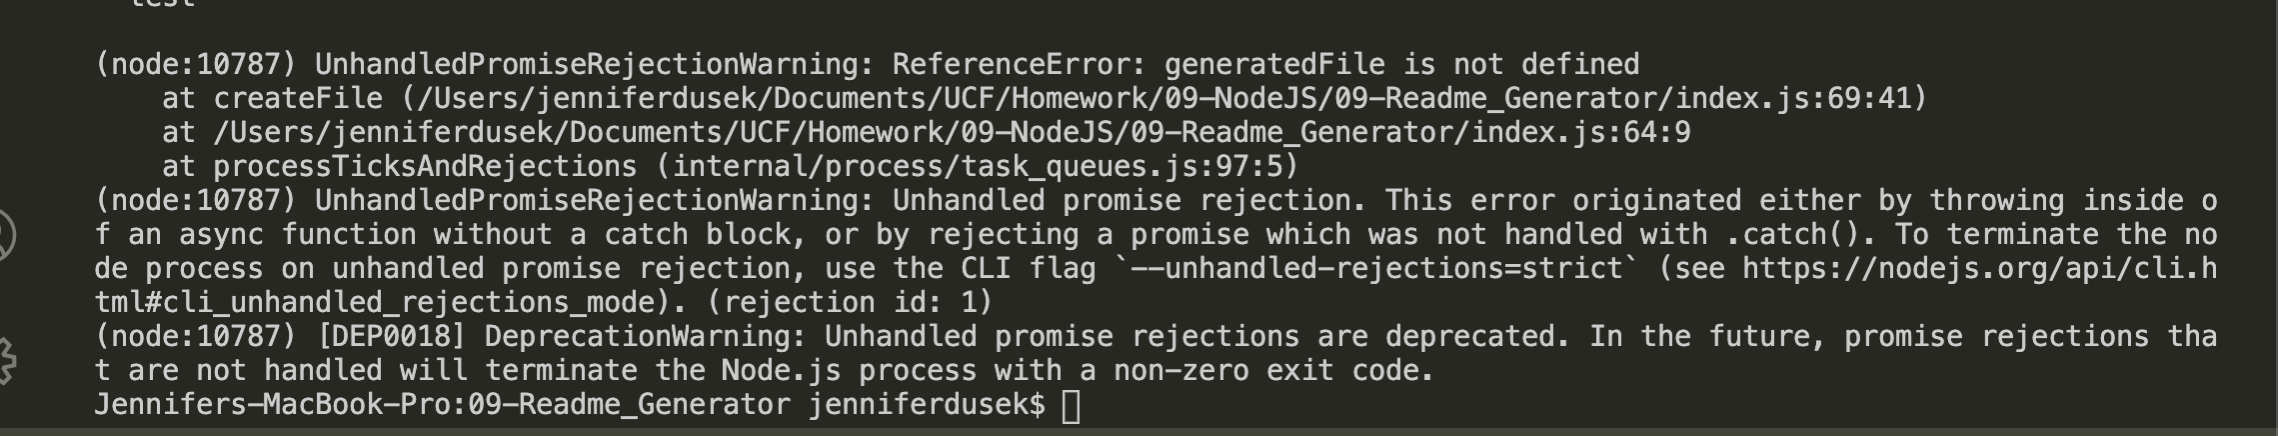 test
(node:10787) UnhandledPromiseRejectionWarning: ReferenceError: generatedFile is not defined
    at createFile (/Users/jenniferdusek/Documents/UCF/Homework/09-NodeJS/09-Readme_Generator/index.js:69:41)
    at /Users/jenniferdusek/Documents/UCF/Homework/09-NodeJS/09-Readme_Generator/index.js:64:9
    at processTicksAndRejections (internal/process/task_queues.js:97:5)
(node:10787) UnhandledPromiseRejectionWarning: Unhandled promise rejection. This error originated either by throwing inside o
f an async function without a catch block, or by rejecting a promise which was not handled with .catch(). To terminate the no
de process on unhandled promise rejection, use the CLI flag `--unhandled-rejections=strict` (see https://nodejs.org/api/cli.h
tml#cli_unhandled_rejections_mode). (rejection id: 1)
(node:10787) [DEP0018] DeprecationWarning: Unhandled promise rejections are deprecated. In the future, promise rejections tha
t are not handled will terminate the Node.js process with a non-zero exit code.
Jennifers-MacBook-Pro:09-Readme_Generator jenniferdusek$